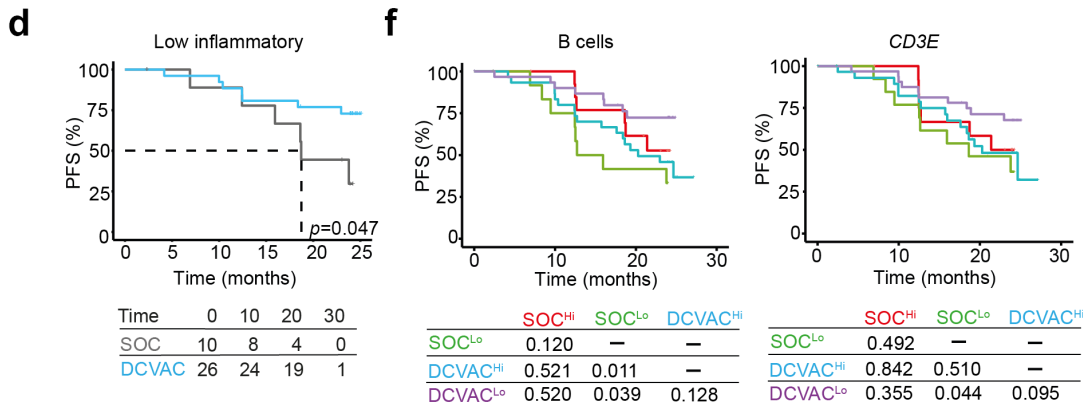 d
Low inflammatory
PFS (%)
100
75
50
25
0
p=0.047
0 5 10 15 20 25
Time (months)
Time 0 10 20 30
SOC 10 8 4 0
DCVAC 26 24 19 1
f
B cells
PFS (%)
100
75
50
25
0
0 10 20 30
Time (months)
SOCHi SOCLo DCVACHi
SOCLo 0.120 – –
DCVACHi 0.521 0.011 –
DCVACLo 0.520 0.039 0.128
CD3E
PFS (%)
100
75
50
25
0
0 10 20 30
Time (months)
SOCHi SOCLo DCVACHi
SOCLo 0.492 – –
DCVACHi 0.842 0.510 –
DCVACLo 0.355 0.044 0.095